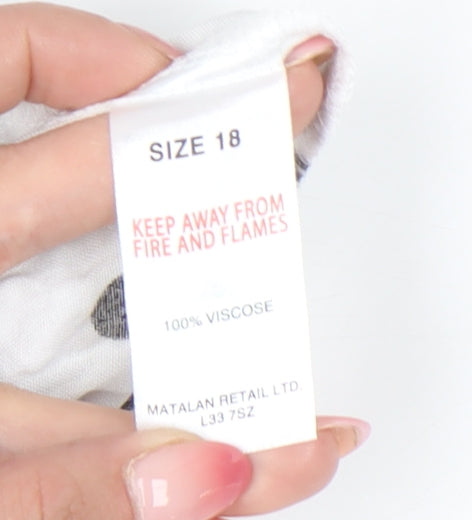 SIZE 18
KEEP AWAY FROM
FIRE AND FLAMES
100% VISCOSE
MATALAN RETAIL LTD.
L33 7SZ